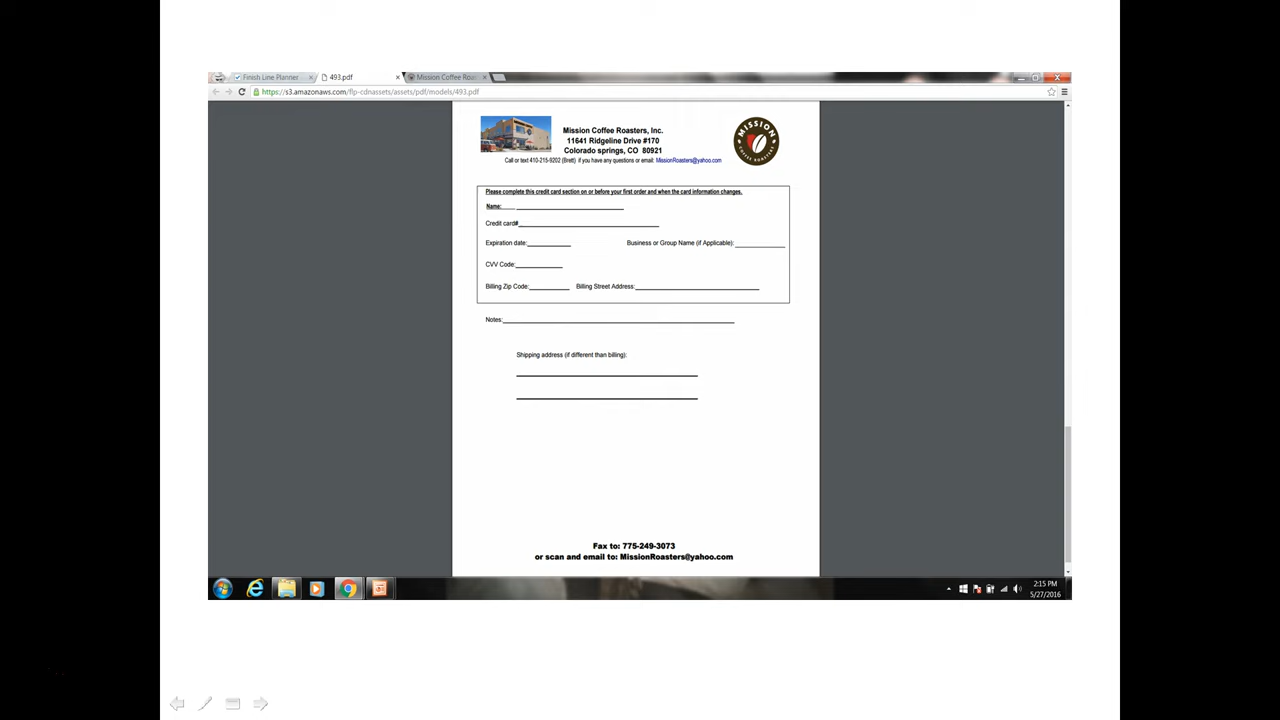 Finish Line Planner
493.pdf
Mission Coffee Roas
https://s3.amazonaws.com/flp-cdnassets/assets/pdf/models/493.pdf
Mission Coffee Roasters, Inc.
11641 Ridgeline Drive #170
Colorado springs, CO 80921
Call or text 410-215-9202 (Brett) if you have any questions or email: MissionRoasters@yahoo.com
MISSION
COFFEE ROASTERS
Please complete this credit card section on or before your first order and when the card information changes.
Name:
Credit card#
Expiration date: Business or Group Name (if Applicable):
CVV Code:
Billing Zip Code: Billing Street Address:
Notes:
Shipping address (if different than billing):
Fax to: 775-249-3073
or scan and email to: MissionRoasters@yahoo.com
2:15 PM
5/27/2016